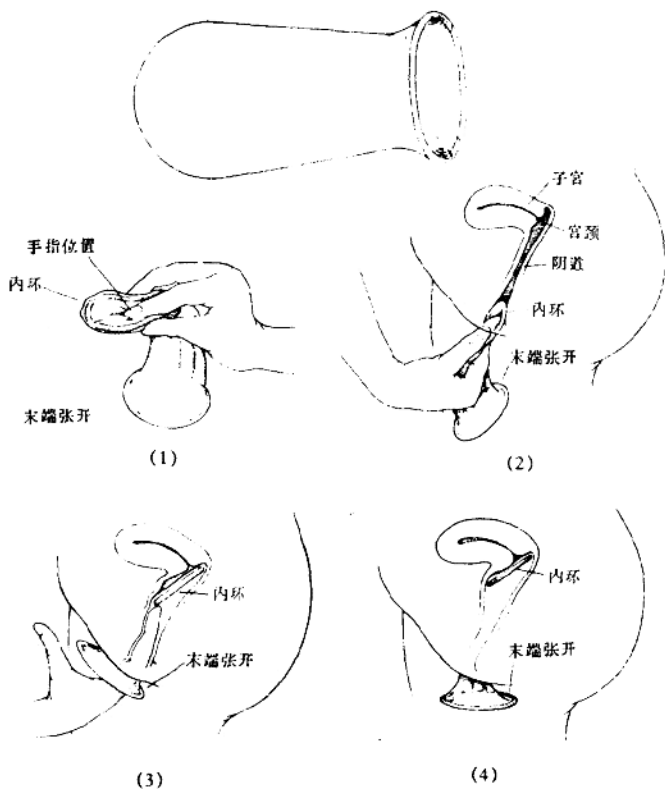 子宫
宫颈
阴道
手指位置
内环
内环
末端张开
末端张开
(1)
(2)
内环
末端张开
内环
末端张开
(3)
(4)